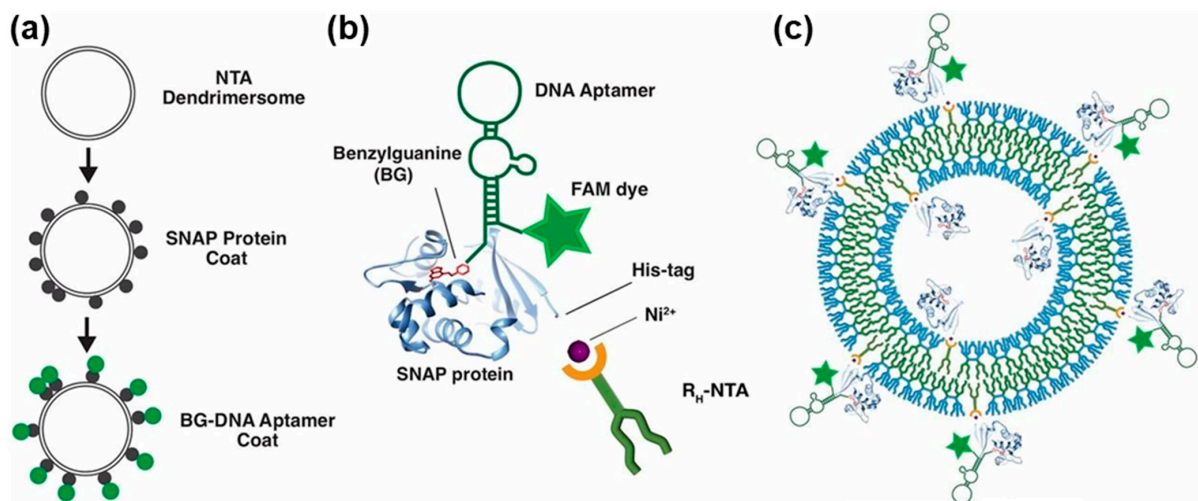 (a)
NTA
Dendrimersome
SNAP Protein
Coat
BG-DNA Aptamer
Coat
(b)
DNA Aptamer
Benzylguanine
(BG)
FAM dye
His-tag
Ni²⁺
SNAP protein
R_H-NTA
(c)